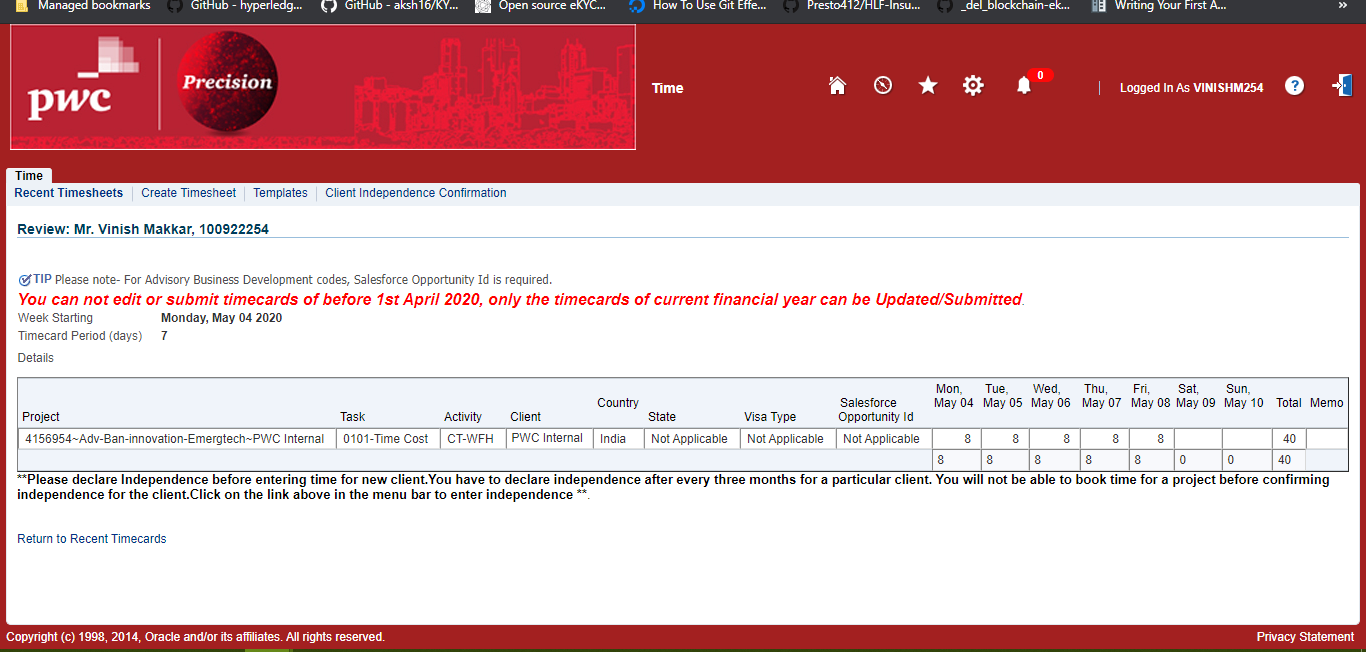 Managed bookmarks GitHub - hyperledg... GitHub - aksh16/KY... Open source eKYC... How To Use Git Effe... Presto412/HLF-Insu... _del_blockchain-ek... Writing Your First A... »
pwc Precision
Time
0
Logged In As VINISHM254 ?
Time
Recent Timesheets Create Timesheet Templates Client Independence Confirmation
Review: Mr. Vinish Makkar, 100922254
TIP Please note- For Advisory Business Development codes, Salesforce Opportunity Id is required.
You can not edit or submit timecards of before 1st April 2020, only the timecards of current financial year can be Updated/Submitted.
Week Starting Monday, May 04 2020
Timecard Period (days) 7
Details
Project Task Activity Client Country State Visa Type Salesforce Opportunity Id Mon, May 04 Tue, May 05 Wed, May 06 Thu, May 07 Fri, May 08 Sat, May 09 Sun, May 10 Total Memo
4156954~Adv-Ban-innovation-Emergtech~PWC Internal 0101-Time Cost CT-WFH PWC Internal India Not Applicable Not Applicable Not Applicable 8 8 8 8 8 40
8 8 8 8 8 0 0 40
**Please declare Independence before entering time for new client.You have to declare independence after every three months for a particular client. You will not be able to book time for a project before confirming
independence for the client.Click on the link above in the menu bar to enter independence **.
Return to Recent Timecards
Copyright (c) 1998, 2014, Oracle and/or its affiliates. All rights reserved. Privacy Statement